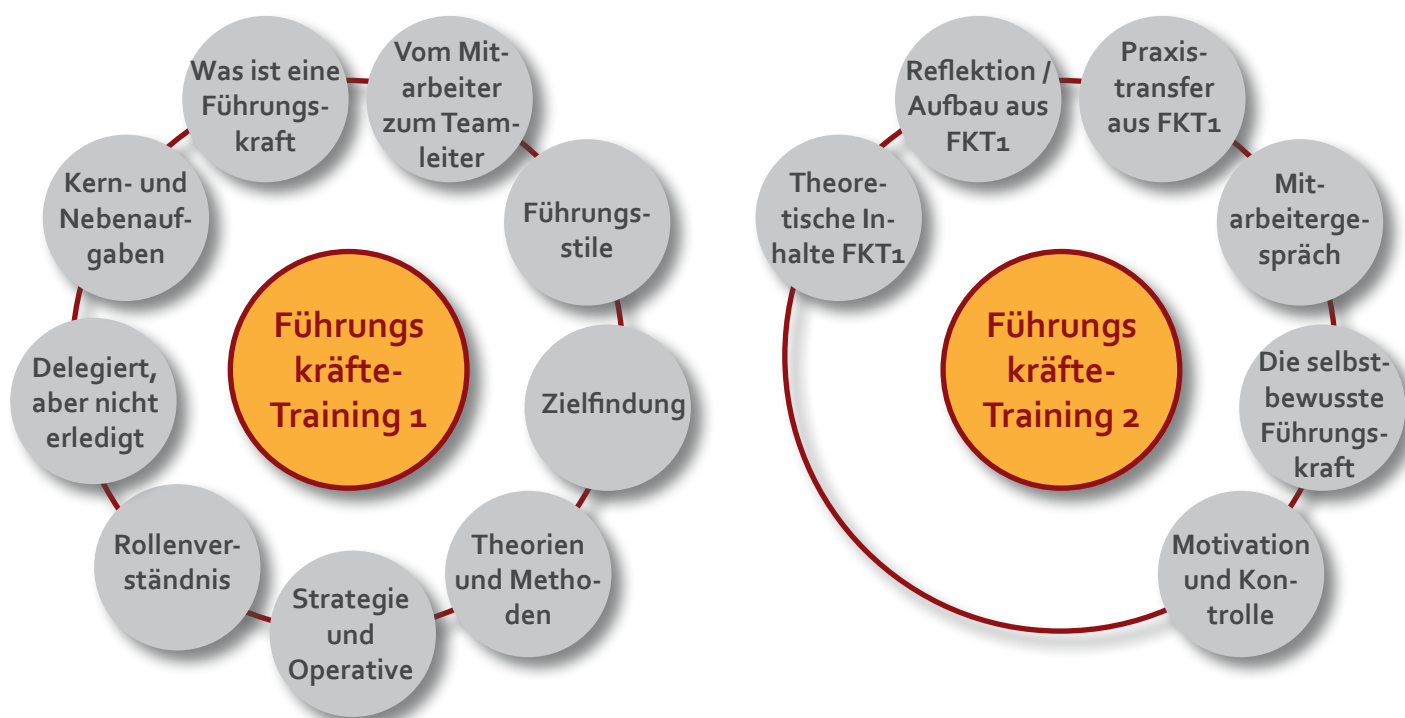 Was ist eine
Führungs-
kraft
Vom Mit-
arbeiter
zum Team-
leiter
Führungs-
stile
Zielfindung
Theorien
und Metho-
den
Strategie
und
Operative
Rollenver-
ständnis
Delegiert,
aber nicht
erledigt
Kern- und
Nebenauf-
gaben
Führungs
kräfte-
Training 1
Theore-
tische In-
halte FKT1
Reflektion /
Aufbau aus
FKT1
Praxis-
transfer
aus FKT1
Mit-
arbeiterge-
spräch
Die selbst-
bewusste
Führungs-
kraft
Motivation
und Kon-
trolle
Führungs
kräfte-
Training 2